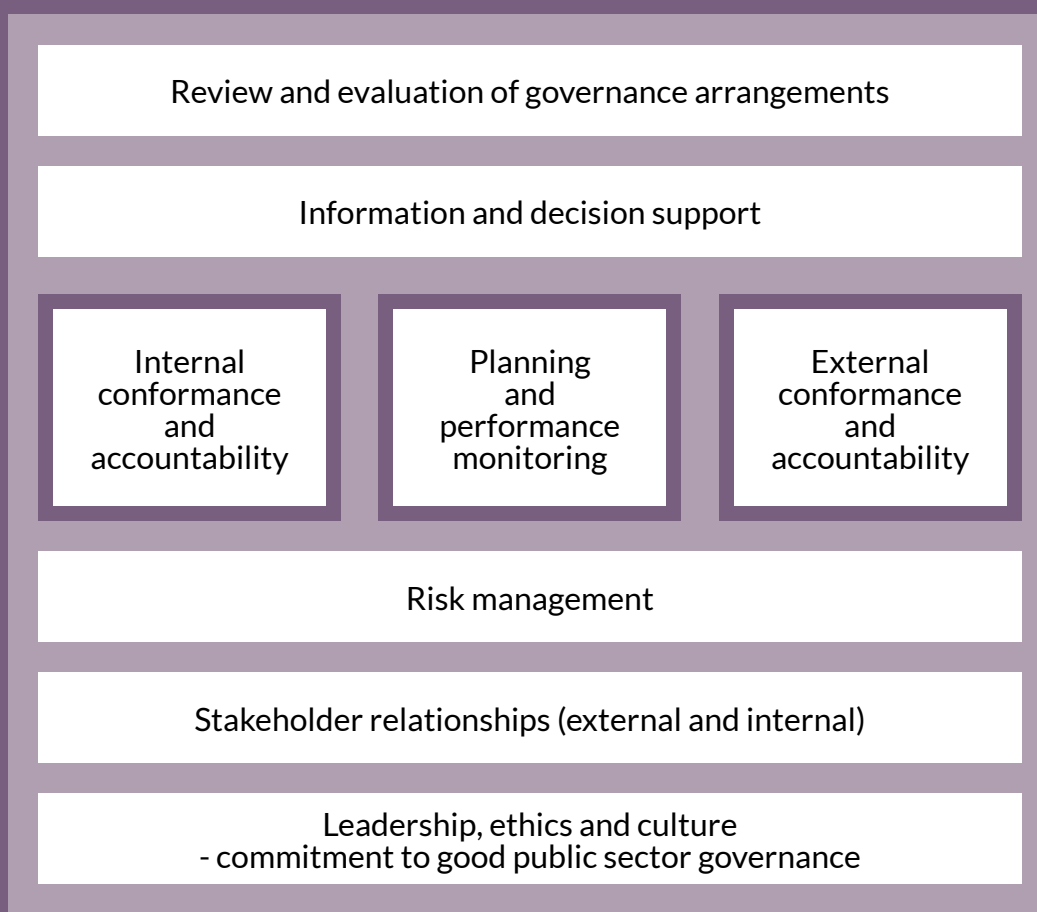 Review and evaluation of governance arrangements
Information and decision support
Internal
conformance
and
accountability
Planning
and
performance
monitoring
External
conformance
and
accountability
Risk management
Stakeholder relationships (external and internal)
Leadership, ethics and culture
- commitment to good public sector governance